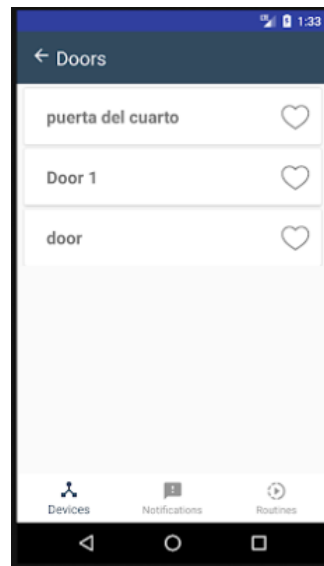 1:33
Doors
puerta del cuarto
Door 1
door
Devices Notifications Routines